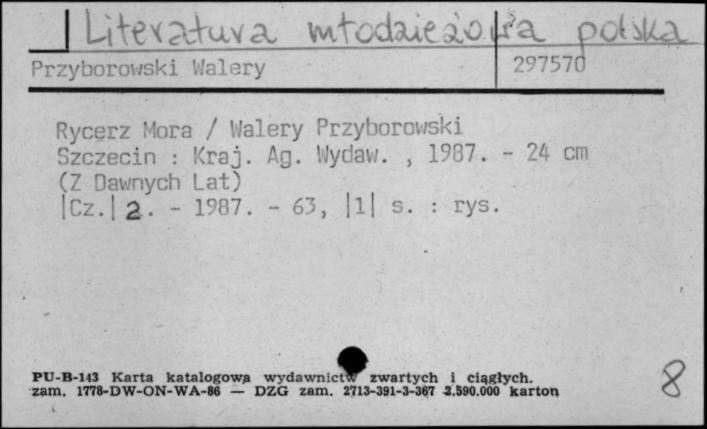 Literatura młodzieżowa polska
Przyborowski Walery 297570
Rycerz Mora / Walery Przyborowski
Szczecin : Kraj. Ag. Wydaw. , 1987. - 24 cm
(Z Dawnych Lat)
|Cz.| 2. - 1987. - 63, |1| s. : rys.
PU-B-143 Karta katalogowa wydawnictw zwartych i ciągłych.
zam. 1778-DW-ON-WA-86 — DZG zam. 2713-391-3-367 2.590.000 karton
8